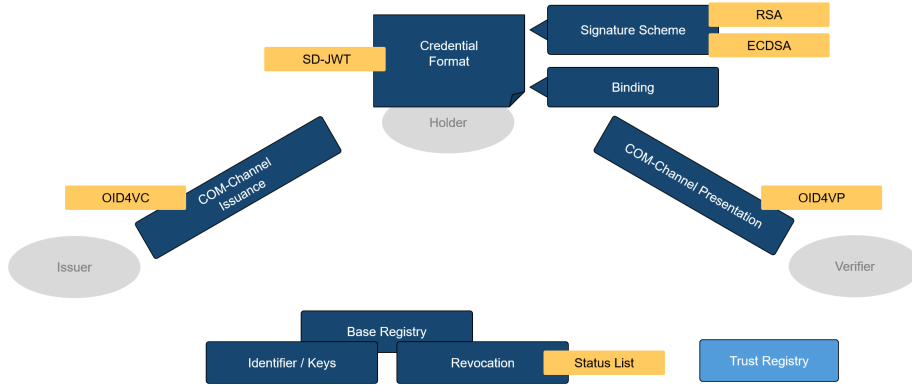 RSA
Signature Scheme
ECDSA
Credential
Format
SD-JWT
Binding
Holder
COM-Channel
Issuance
COM-Channel Presentation
OID4VC
OID4VP
Issuer
Verifier
Base Registry
Identifier / Keys
Revocation
Status List
Trust Registry